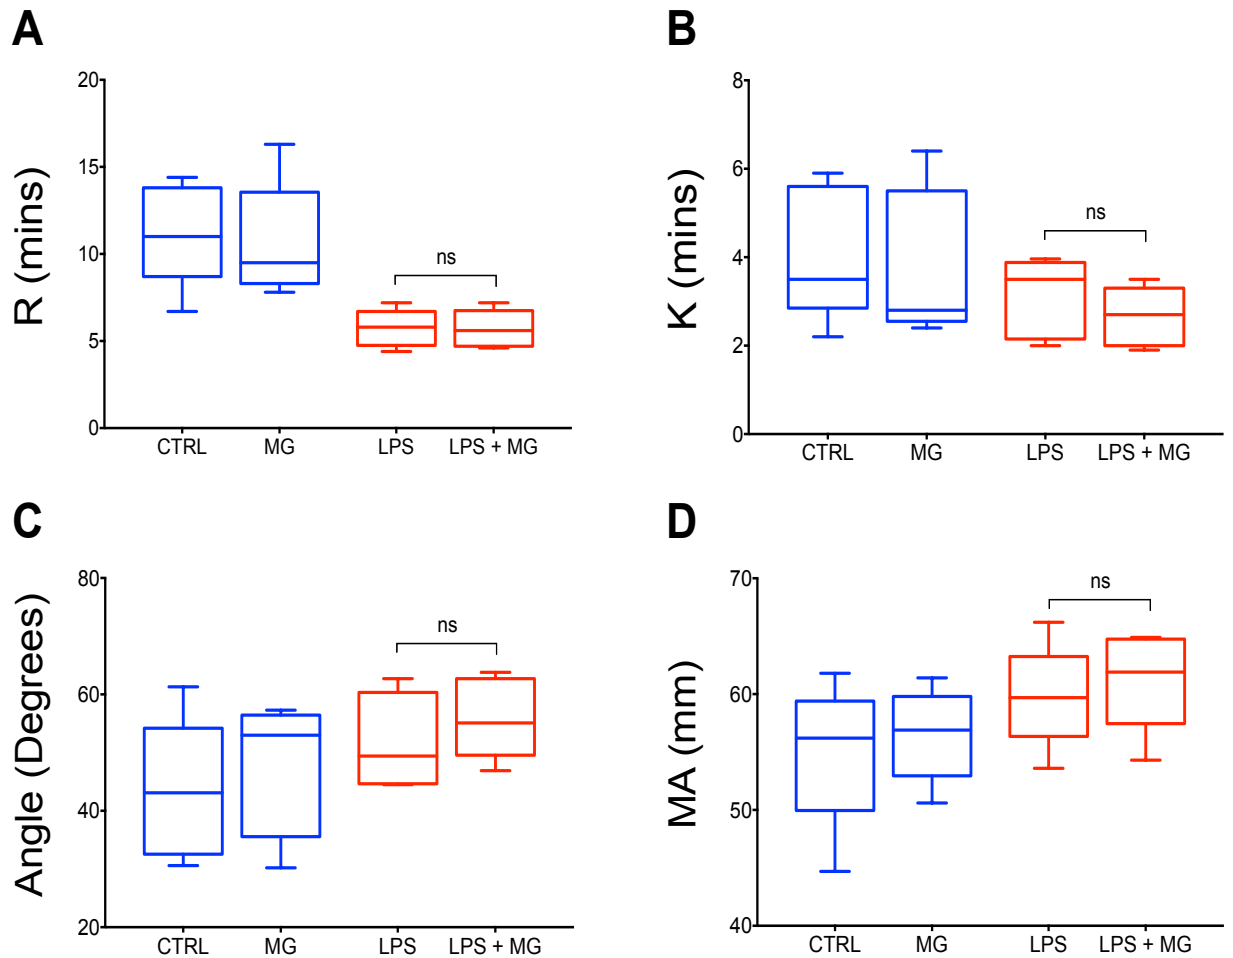 A
R (mins)
20
15
10
5
0
ns
CTRL MG LPS LPS + MG
B
K (mins)
8
6
4
2
0
ns
CTRL MG LPS LPS + MG
C
Angle (Degrees)
80
60
40
20
ns
CTRL MG LPS LPS + MG
D
MA (mm)
70
60
50
40
ns
CTRL MG LPS LPS + MG